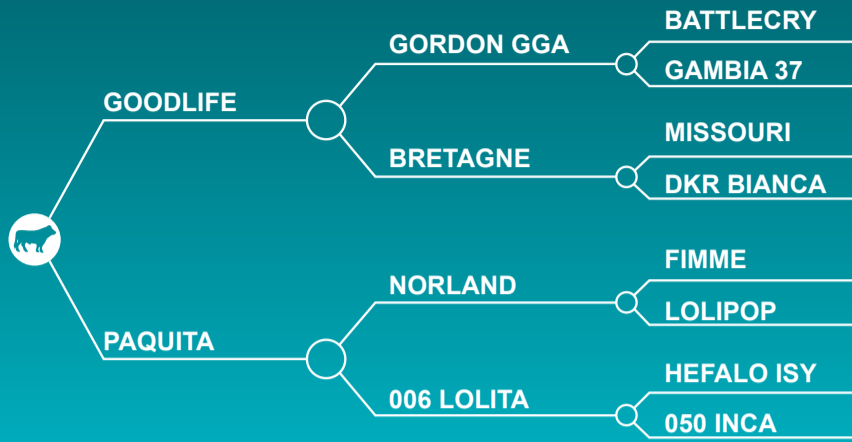 BATTLECRY
GORDON GGA
GAMBIA 37
GOODLIFE
MISSOURI
BRETAGNE
DKR BIANCA
FIMME
NORLAND
LOLIPOP
PAQUITA
HEFALO ISY
006 LOLITA
050 INCA